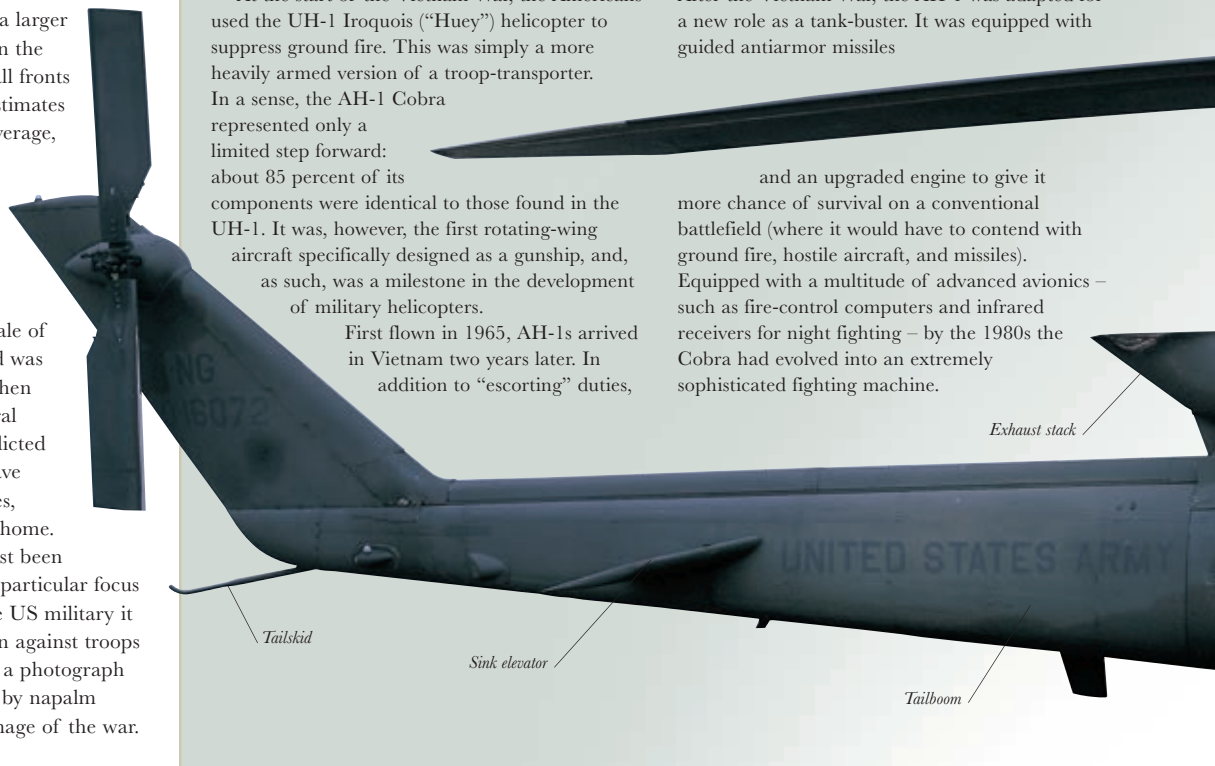 a larger
n the
ll fronts
stimates
verage,
ale of
d was
hen
ral
licted
ave
es,
home.
st been
particular focus
e US military it
n against troops
a photograph
by napalm
mage of the war.
used the UH-1 Iroquois (“Huey”) helicopter to
suppress ground fire. This was simply a more
heavily armed version of a troop-transporter.
In a sense, the AH-1 Cobra
represented only a
limited step forward:
about 85 percent of its
components were identical to those found in the
UH-1. It was, however, the first rotating-wing
aircraft specifically designed as a gunship, and,
as such, was a milestone in the development
of military helicopters.
First flown in 1965, AH-1s arrived
in Vietnam two years later. In
addition to “escorting” duties,
a new role as a tank-buster. It was equipped with
guided antiarmor missiles
and an upgraded engine to give it
more chance of survival on a conventional
battlefield (where it would have to contend with
ground fire, hostile aircraft, and missiles).
Equipped with a multitude of advanced avionics –
such as fire-control computers and infrared
receivers for night fighting – by the 1980s the
Cobra had evolved into an extremely
sophisticated fighting machine.
Exhaust stack
NG
16072
UNITED STATES ARMY
Tailskid
Sink elevator
Tailboom